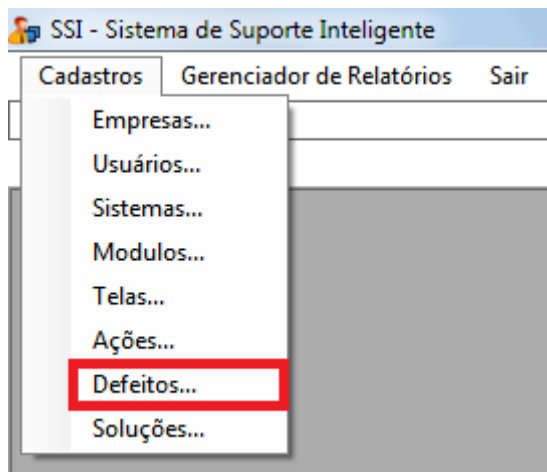 SSI - Sistema de Suporte Inteligente
Cadastros Gerenciador de Relatórios Sair
Empresas...
Usuários...
Sistemas...
Modulos...
Telas...
Ações...
Defeitos...
Soluções...